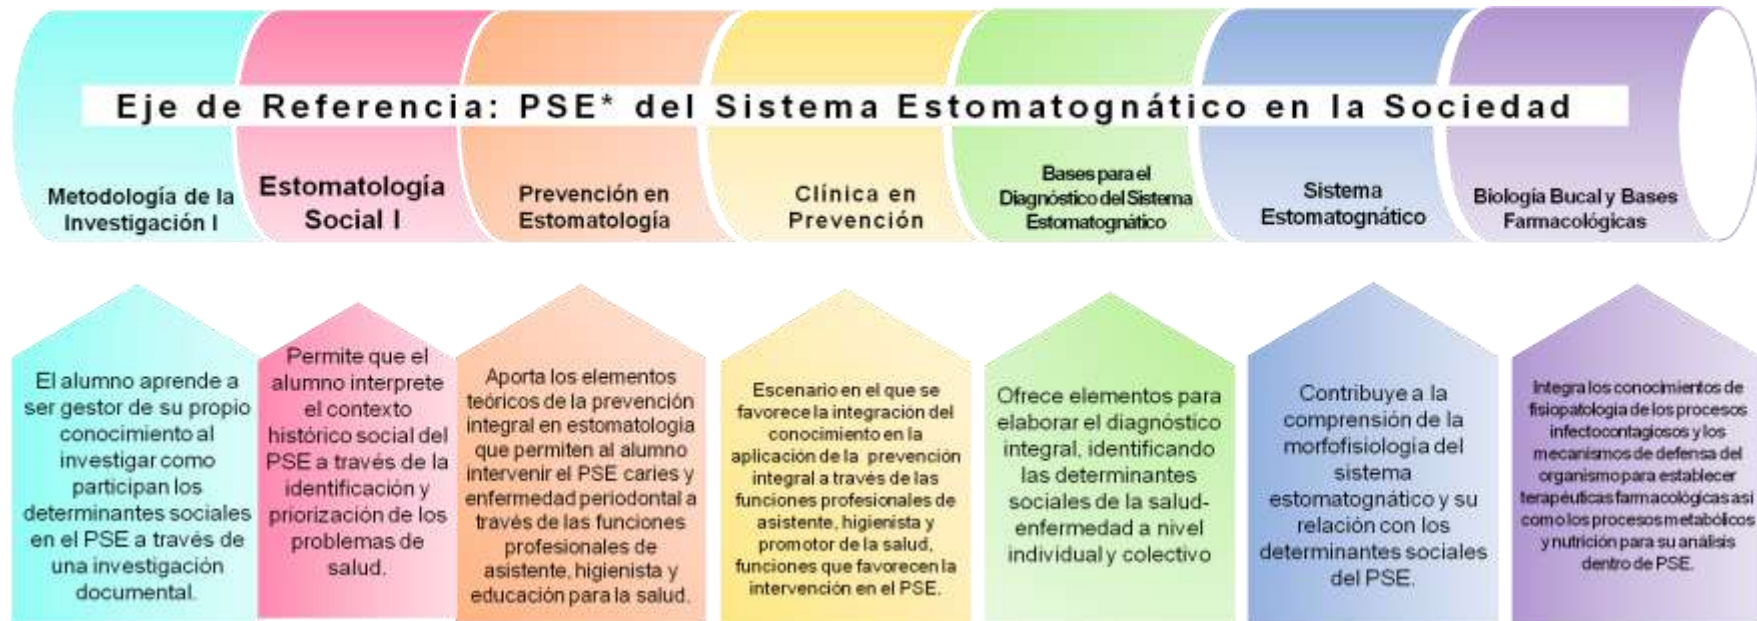 Eje de Referencia: PSE* del Sistema Estomatognático en la Sociedad
Metodología de la
Investigación I
Estomatología
Social I
Prevención en
Estomatología
Clínica en
Prevención
Bases para el
Diagnóstico del Sistema
Estomatognático
Sistema
Estomatognático
Biología Bucal y Bases
Farmacológicas
El alumno aprende a
ser gestor de su propio
conocimiento al
investigar como
participan los
determinantes sociales
en el PSE a través de
una investigación
documental.
Permite que el
alumno interprete
el contexto
histórico social del
PSE a través de la
identificación y
priorización de los
problemas de
salud.
Aporta los elementos
teóricos de la prevención
integral en estomatología
que permiten al alumno
intervenir el PSE caries y
enfermedad periodontal a
través de las funciones
profesionales de
asistente, higienista y
educación para la salud.
Escenario en el que se
favorece la integración del
conocimiento en la
aplicación de la prevención
integral a través de las
funciones profesionales de
asistente, higienista y
promotor de la salud,
funciones que favorecen la
intervención en el PSE.
Ofrece elementos para
elaborar el diagnóstico
integral, identificando
las determinantes
sociales de la salud-
enfermedad a nivel
individual y colectivo
Contribuye a la
comprensión de la
morfofisiología del
sistema
estomatognático y su
relación con los
determinantes sociales
del PSE.
Integra los conocimientos de
fisiopatología de los procesos
infectocontagiosos y los
mecanismos de defensa del
organismo para establecer
terapéuticas farmacológicas así
como los procesos metabólicos
y nutrición para su análisis
dentro de PSE.